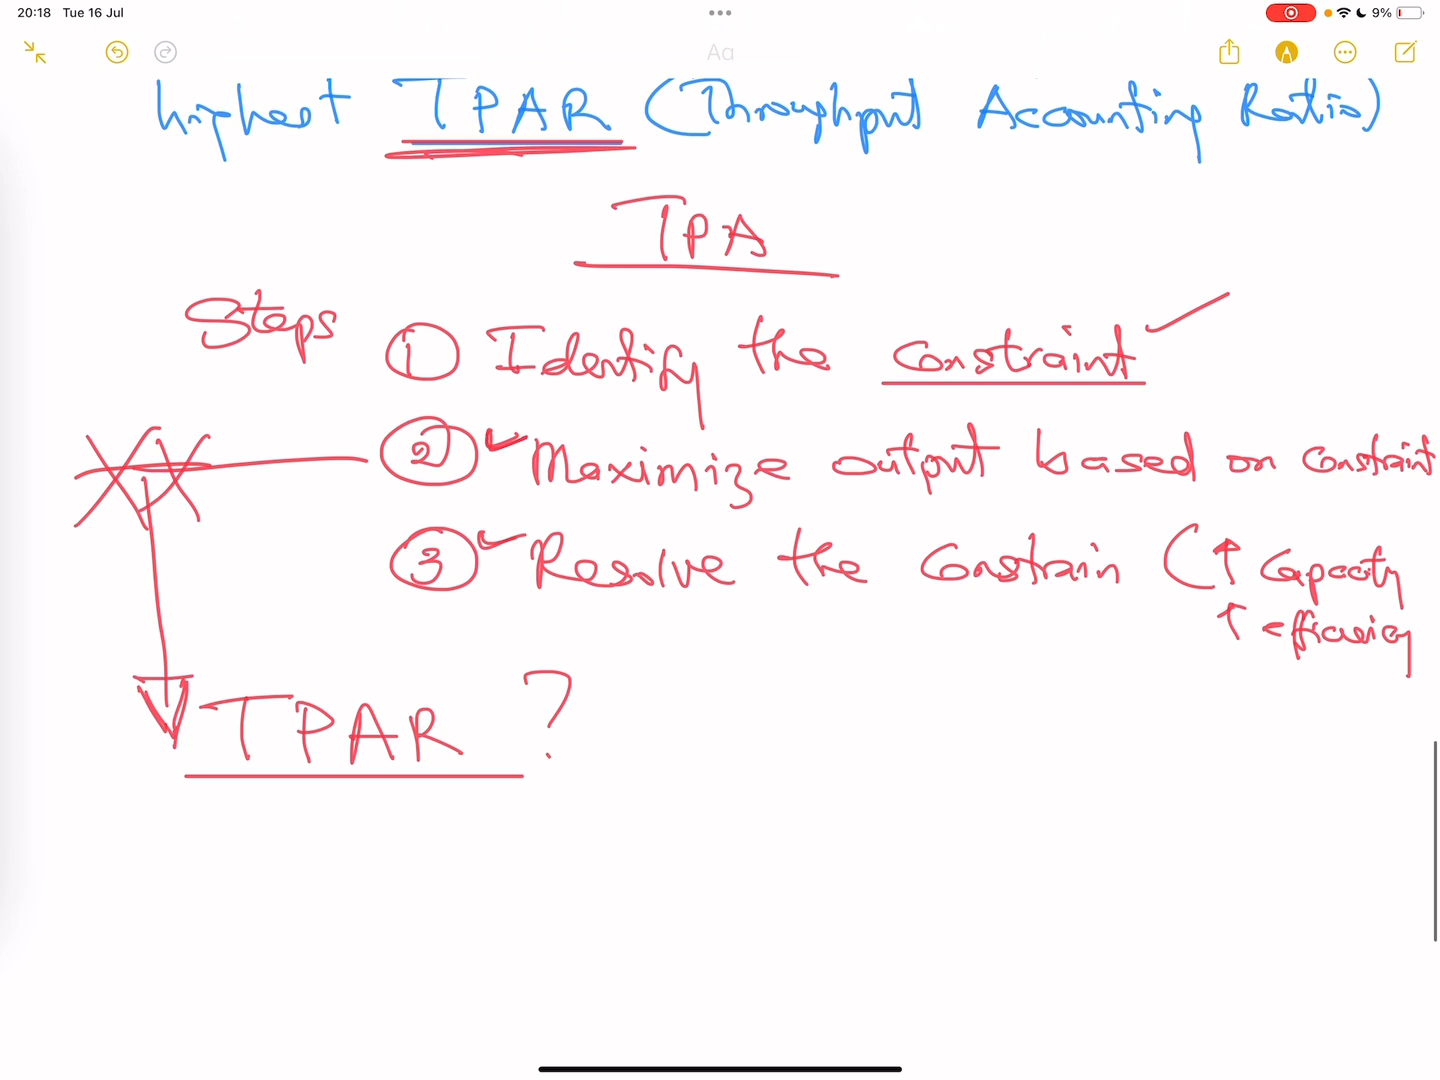 20:18 Tue 16 Jul 9%
Aa
highest TPAR (Throughput Accounting Ratio)
TPA
Steps
① Identify the constraint
② Maximize output based on constraint
③ Resolve the constrain (↑ capacity
↑ efficiency
TPAR ?